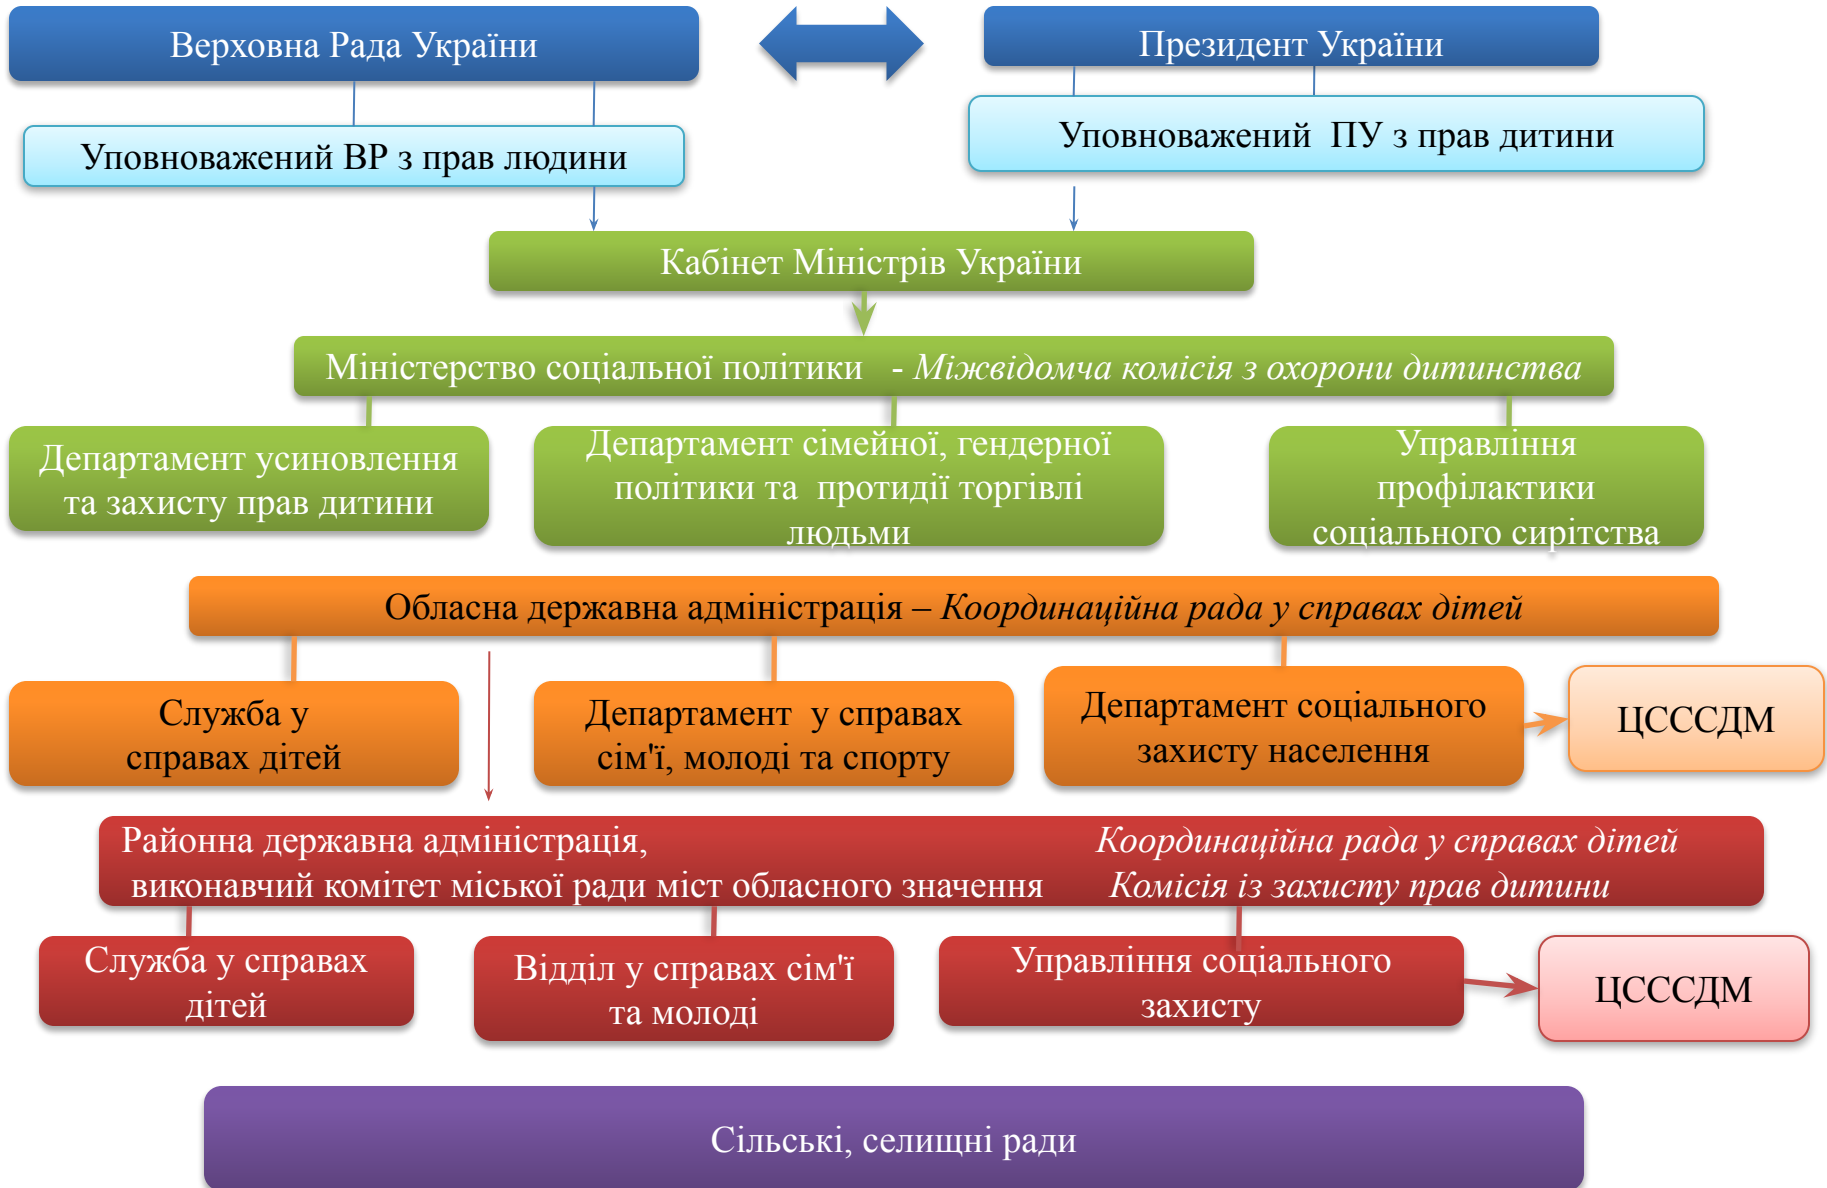 Верховна Рада України
Президент України
Уповноважений ВР з прав людини
Уповноважений  ПУ з прав дитини
Кабінет Міністрів України
Міністерство соціальної політики   - Міжвідомча комісія з охорони дитинства
Департамент усиновлення
та захисту прав дитини
Департамент сімейної, гендерної
політики та  протидії торгівлі
людьми
Управління
профілактики
соціального сирітства
Обласна державна адміністрація – Координаційна рада у справах дітей
Служба у
справах дітей
Департамент  у справах
сім'ї, молоді та спорту
Департамент соціального
захисту населення
ЦСССДМ
Районна державна адміністрація,   Координаційна рада у справах дітей
виконавчий комітет міської ради міст обласного значення   Комісія із захисту прав дитини
Служба у справах
дітей
Відділ у справах сім'ї
та молоді
Управління соціального
захисту
ЦСССДМ
Сільські, селищні ради